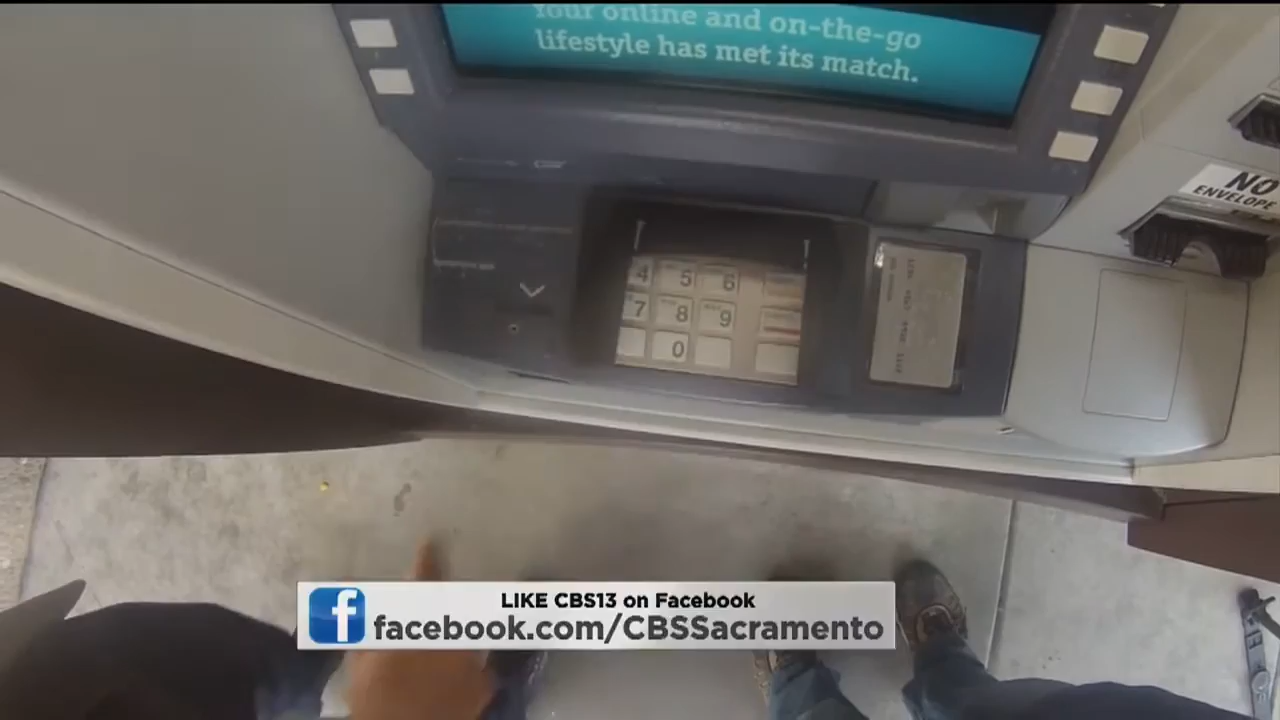 Your online and on-the-go
lifestyle has met its match.
NO
ENVELOPE
4 5 6
7 8 9
0
LIKE CBS13 on Facebook
f facebook.com/CBSSacramento